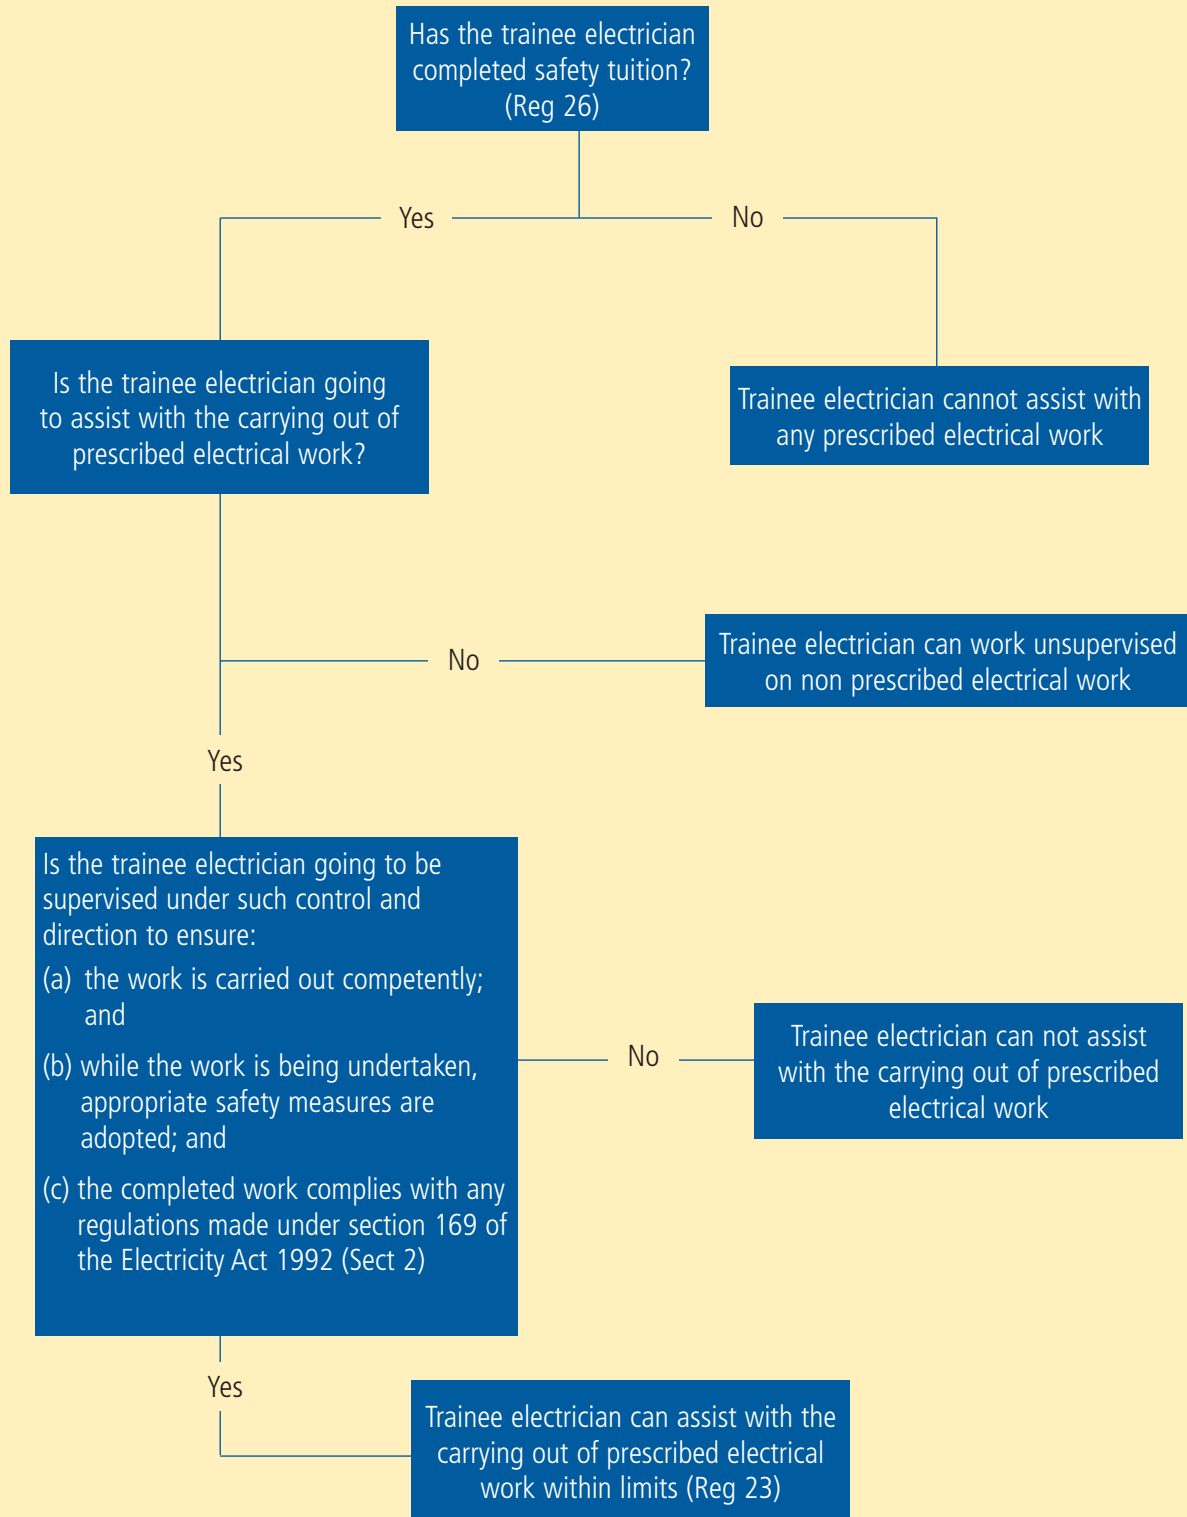 Has the trainee electrician
completed safety tuition?
(Reg 26)
Yes
No
Is the trainee electrician going
to assist with the carrying out of
prescribed electrical work?
Trainee electrician cannot assist with
any prescribed electrical work
No
Trainee electrician can work unsupervised
on non prescribed electrical work
Yes
Is the trainee electrician going to be
supervised under such control and
direction to ensure:
(a) the work is carried out competently;
and
(b) while the work is being undertaken,
appropriate safety measures are
adopted; and
(c) the completed work complies with any
regulations made under section 169 of
the Electricity Act 1992 (Sect 2)
No
Trainee electrician can not assist
with the carrying out of prescribed
electrical work
Yes
Trainee electrician can assist with the
carrying out of prescribed electrical
work within limits (Reg 23)